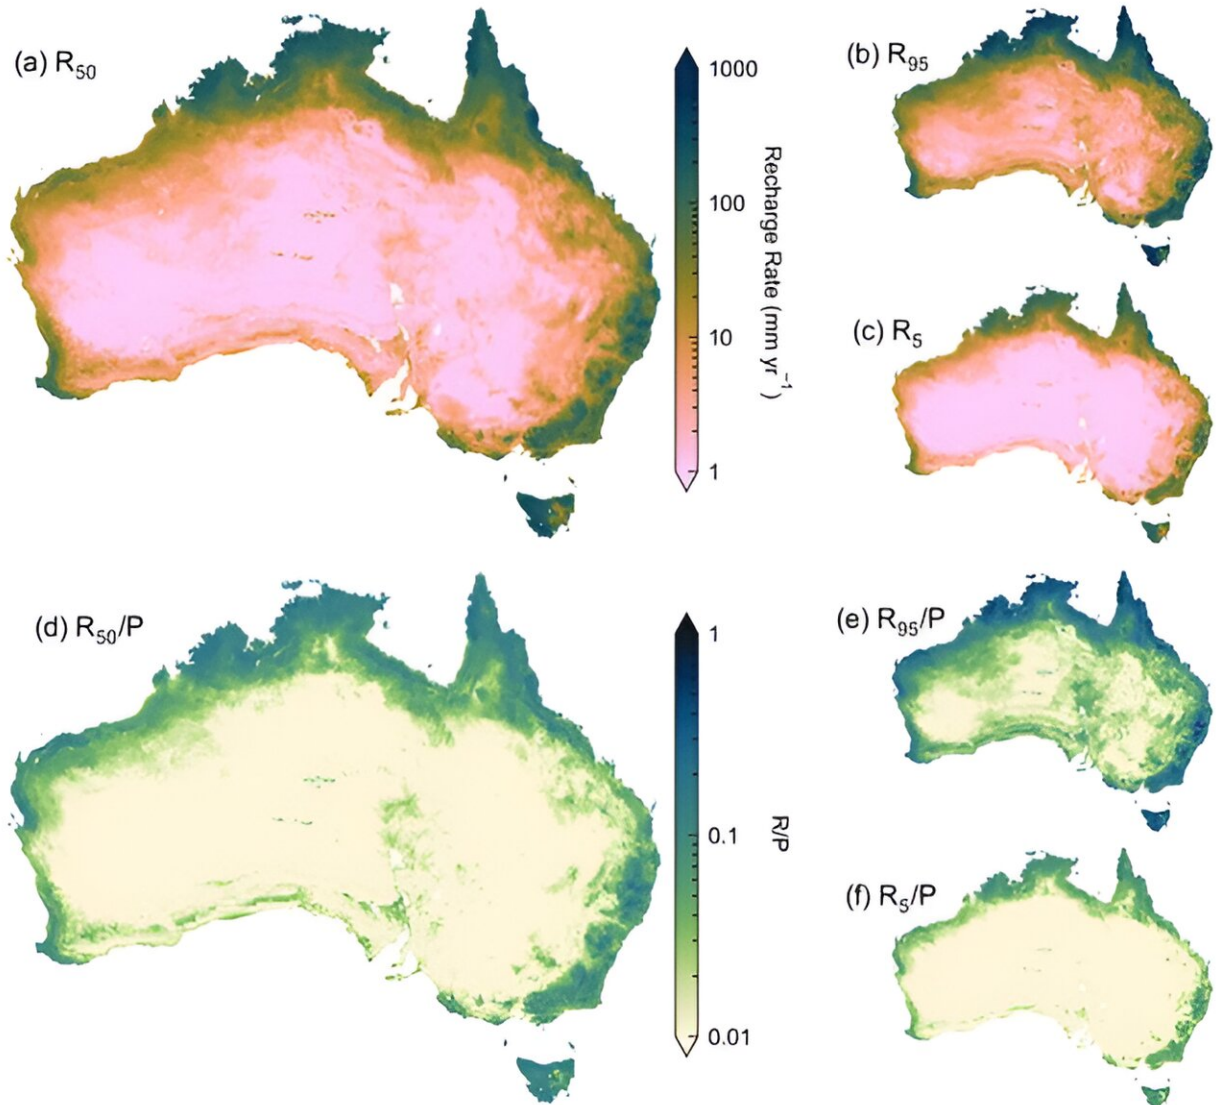 (a) R₅₀
1000
100
10
1
Recharge Rate (mm yr⁻¹)
(b) R₉₅
(c) R₅
(d) R₅₀/P
1
0.1
0.01
R/P
(e) R₉₅/P
(f) R₅/P